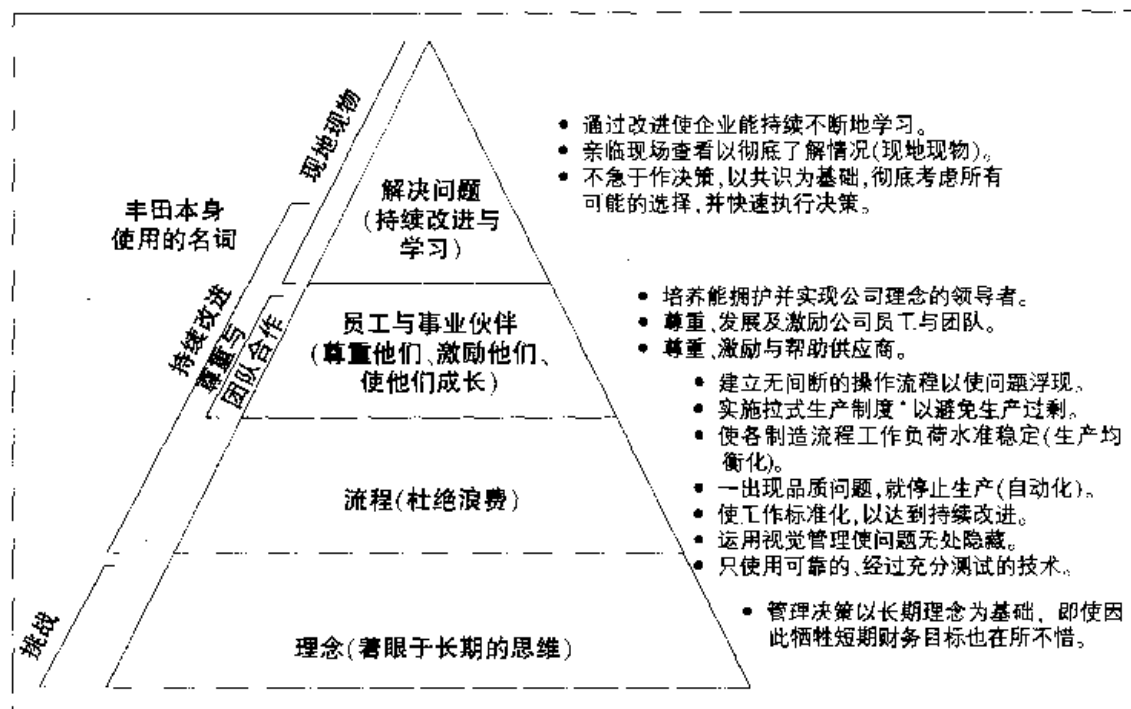 丰田本身
使用的名词
现地现物
持续改进
尊重与
团队合作
挑战
解决问题
(持续改进与
学习)
员工与事业伙伴
(尊重他们、激励他们、
使他们成长)
流程(杜绝浪费)
理念(著眼于长期的思维)
• 通过改进使企业能持续不断地学习。
• 亲临现场查看以彻底了解情况(现地现物)。
• 不急于作决策,以共识为基础,彻底考虑所有
可能的选择,并快速执行决策。
• 培养能拥护并实现公司理念的领导者。
• 尊重、发展及激励公司员工与团队。
• 尊重、激励与帮助供应商。
• 建立无间断的操作流程以使问题浮现。
• 实施拉式生产制度*以避免生产过剩。
• 使各制造流程工作负荷水准稳定(生产均
衡化)。
• 一出现品质问题,就停止生产(自动化)。
• 使工作标准化,以达到持续改进。
• 运用视觉管理使问题无处隐藏。
• 只使用可靠的、经过充分测试的技术。
• 管理决策以长期理念为基础，即使因
此牺牲短期财务目标也在所不惜。